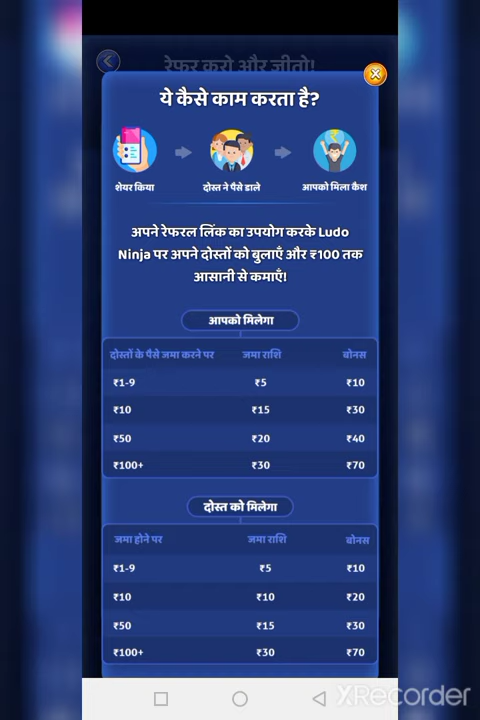 रेफर करो और जीतो!
ये कैसे काम करता है?
शेयर किया दोस्त ने पैसे डाले आपको मिला कैश
अपने रेफरल लिंक का उपयोग करके Ludo
Ninja पर अपने दोस्तों को बुलाएँ और ₹100 तक
आसानी से कमाएँ!
आपको मिलेगा
दोस्तों के पैसे जमा करने पर जमा राशि बोनस
₹1-9 ₹5 ₹10
₹10 ₹15 ₹30
₹50 ₹20 ₹40
₹100+ ₹30 ₹70
दोस्त को मिलेगा
जमा होने पर जमा राशि बोनस
₹1-9 ₹5 ₹10
₹10 ₹10 ₹20
₹50 ₹15 ₹30
₹100+ ₹30 ₹70
XRecorder